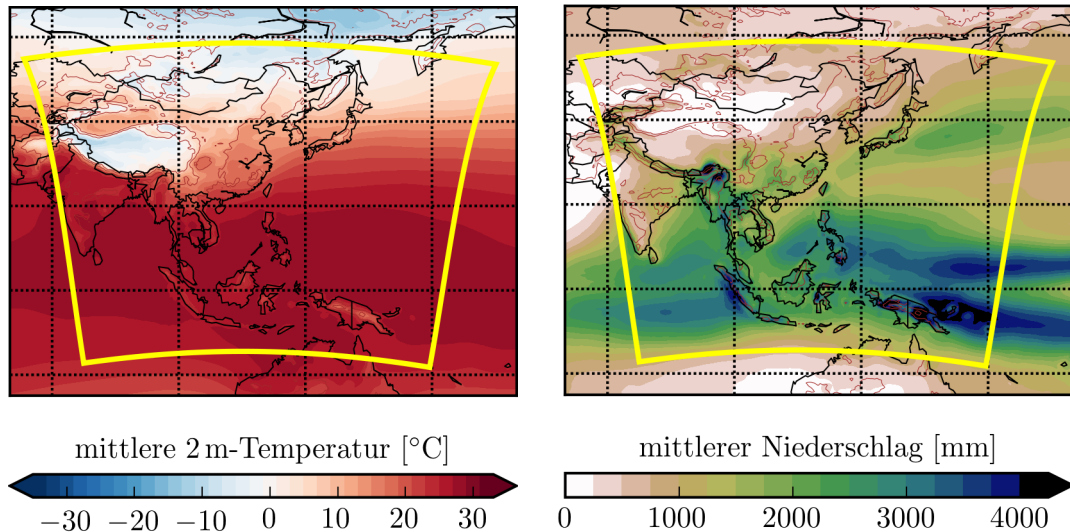 mittlere 2 m-Temperatur [°C]
−30 −20 −10 0 10 20 30
mittlerer Niederschlag [mm]
0 1000 2000 3000 4000